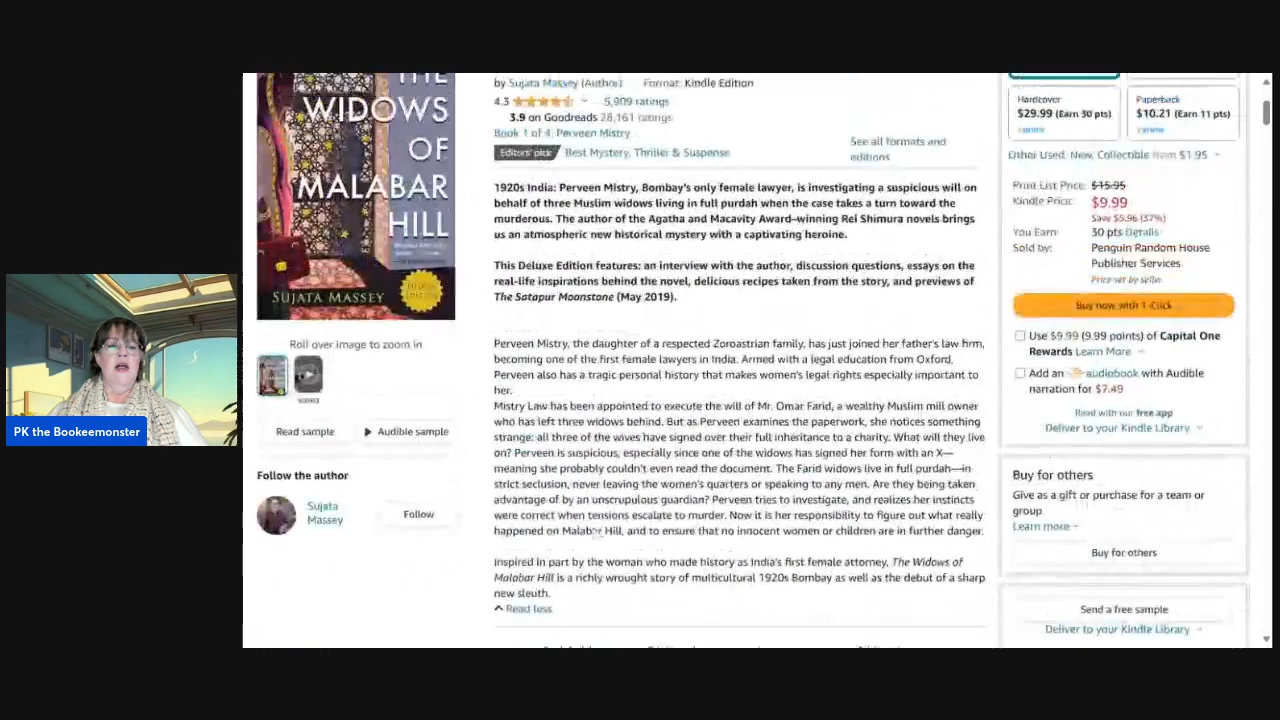 THE
WIDOWS
OF
MALABAR
HILL
SUJATA MASSEY
Roll over image to zoom in
VIDEO
Read sample
Audible sample
Follow the author
Sujata
Massey
Follow
PK the Bookeemonster
by Sujata Massey (Author) Format: Kindle Edition
4.3 5,909 ratings
3.9 on Goodreads 28,161 ratings
Book 1 of 4: Perveen Mistry
See all formats and
editions
Editors' pick Best Mystery, Thriller & Suspense
1920s India: Perveen Mistry, Bombay's only female lawyer, is investigating a suspicious will on
behalf of three Muslim widows living in full purdah when the case takes a turn toward the
murderous. The author of the Agatha and Macavity Award–winning Rei Shimura novels brings
us an atmospheric new historical mystery with a captivating heroine.
This Deluxe Edition features: an interview with the author, discussion questions, essays on the
real-life inspirations behind the novel, delicious recipes taken from the story, and previews of
The Satapur Moonstone (May 2019).
Perveen Mistry, the daughter of a respected Zoroastrian family, has just joined her father's law firm,
becoming one of the first female lawyers in India. Armed with a legal education from Oxford,
Perveen also has a tragic personal history that makes women's legal rights especially important to
her.
Mistry Law has been appointed to execute the will of Mr. Omar Farid, a wealthy Muslim mill owner
who has left three widows behind. But as Perveen examines the paperwork, she notices something
strange: all three of the wives have signed over their full inheritance to a charity. What will they live
on? Perveen is suspicious, especially since one of the widows has signed her form with an X—
meaning she probably couldn't even read the document. The Farid widows live in full purdah—in
strict seclusion, never leaving the women's quarters or speaking to any men. Are they being taken
advantage of by an unscrupulous guardian? Perveen tries to investigate, and realizes her instincts
were correct when tensions escalate to murder. Now it is her responsibility to figure out what really
happened on Malabar Hill, and to ensure that no innocent women or children are in further danger.
Inspired in part by the woman who made history as India's first female attorney, The Widows of
Malabar Hill is a richly wrought story of multicultural 1920s Bombay as well as the debut of a sharp
new sleuth.
Read less
Hardcover
$29.99 (Earn 30 pts)
prime
Paperback
$10.21 (Earn 11 pts)
prime
Other Used, New, Collectible from $1.95
Print List Price: $15.95
Kindle Price: $9.99
Save $5.96 (37%)
You Earn: 30 pts Details
Sold by: Penguin Random House
Publisher Services
Price set by seller.
Buy now with 1-Click
Use $9.99 (9.99 points) of Capital One
Rewards Learn More
Add an audiobook with Audible
narration for $7.49
Read with our free app
Deliver to your Kindle Library
Buy for others
Give as a gift or purchase for a team or
group.
Learn more
Buy for others
Send a free sample
Deliver to your Kindle Library